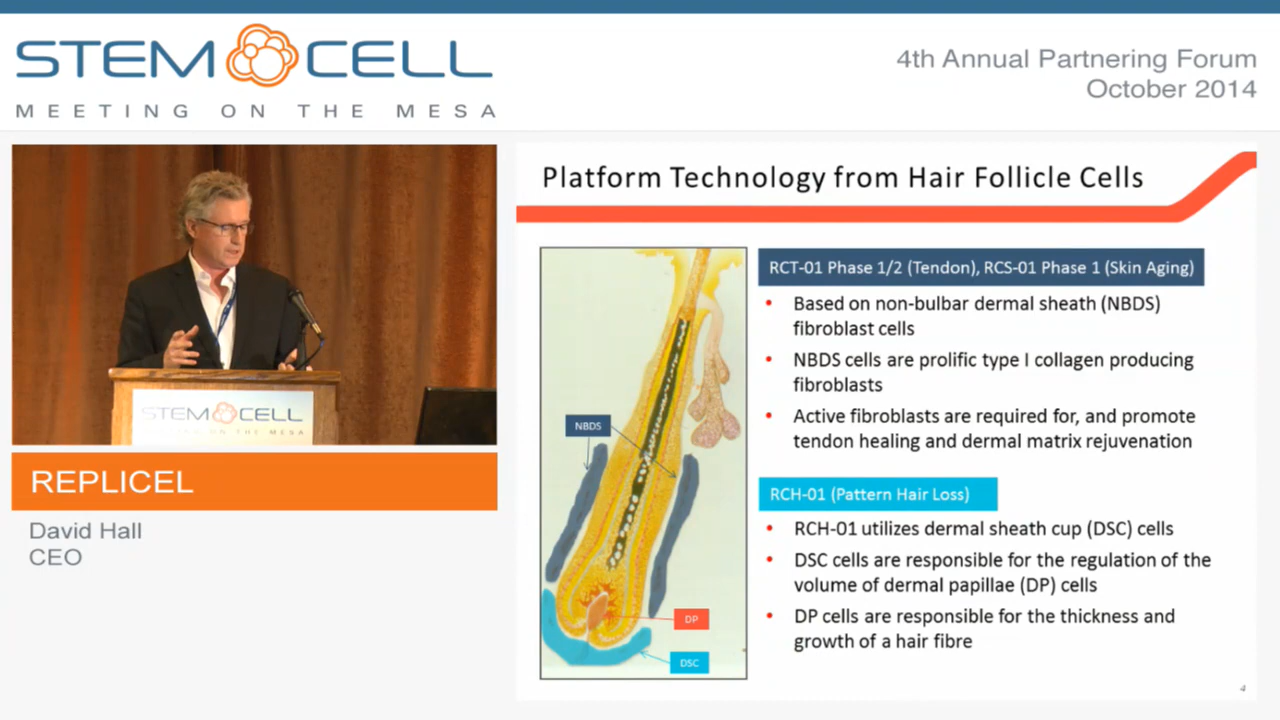 STEM CELL
MEETING ON THE MESA
4th Annual Partnering Forum
October 2014
STEM CELL
MEETING ON THE MESA
REPLICEL
David Hall
CEO
Platform Technology from Hair Follicle Cells
NBDS
DP
DSC
RCT-01 Phase 1/2 (Tendon), RCS-01 Phase 1 (Skin Aging)
• Based on non-bulbar dermal sheath (NBDS)
fibroblast cells
• NBDS cells are prolific type I collagen producing
fibroblasts
• Active fibroblasts are required for, and promote
tendon healing and dermal matrix rejuvenation
RCH-01 (Pattern Hair Loss)
• RCH-01 utilizes dermal sheath cup (DSC) cells
• DSC cells are responsible for the regulation of the
volume of dermal papillae (DP) cells
• DP cells are responsible for the thickness and
growth of a hair fibre
4